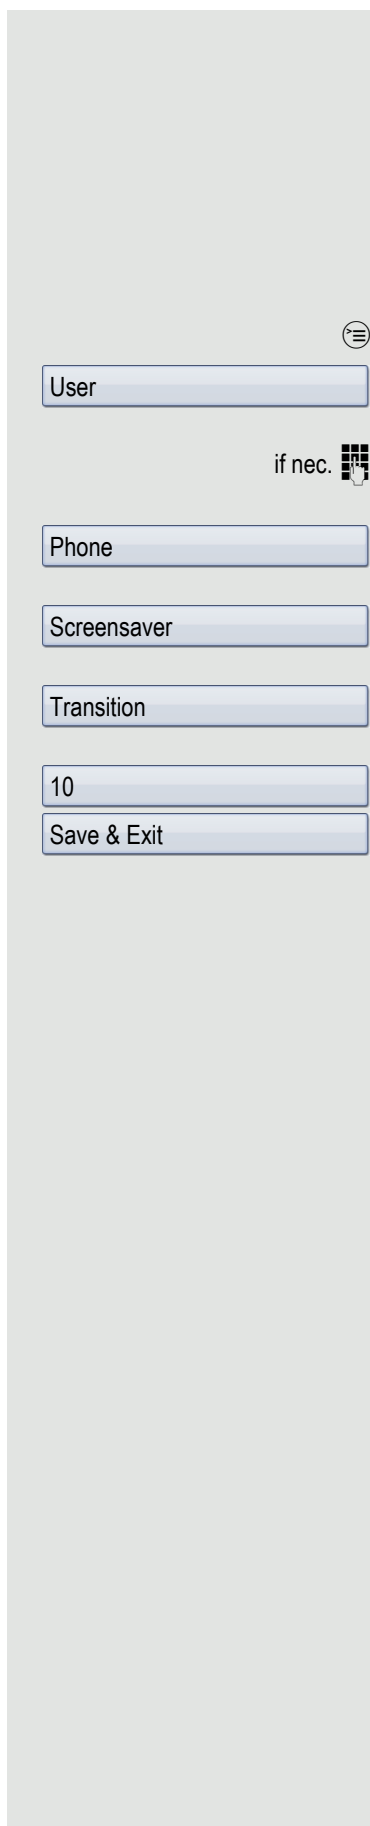 User
if nec.
Phone
Screensaver
Transition
10
Save & Exit